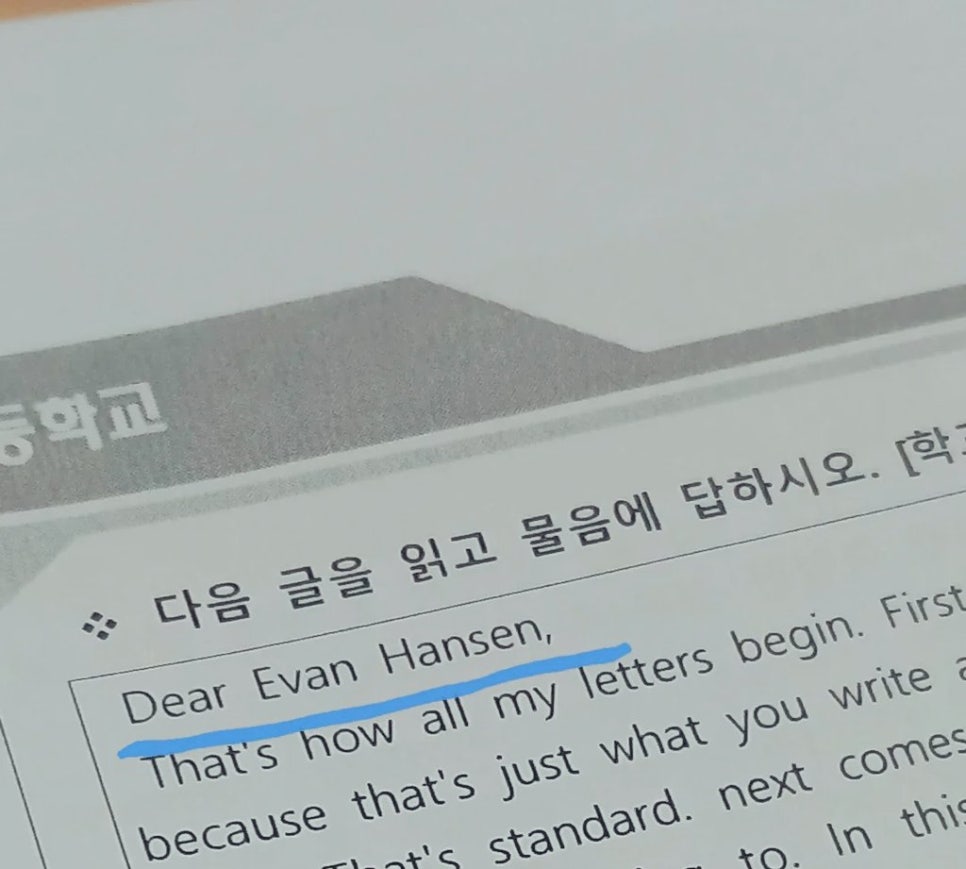 등학교
❖ 다음 글을 읽고 물음에 답하시오. [학교
Dear Evan Hansen,
That's how all my letters begin. First
because that's just what you write a
That's standard. next comes
to. In this